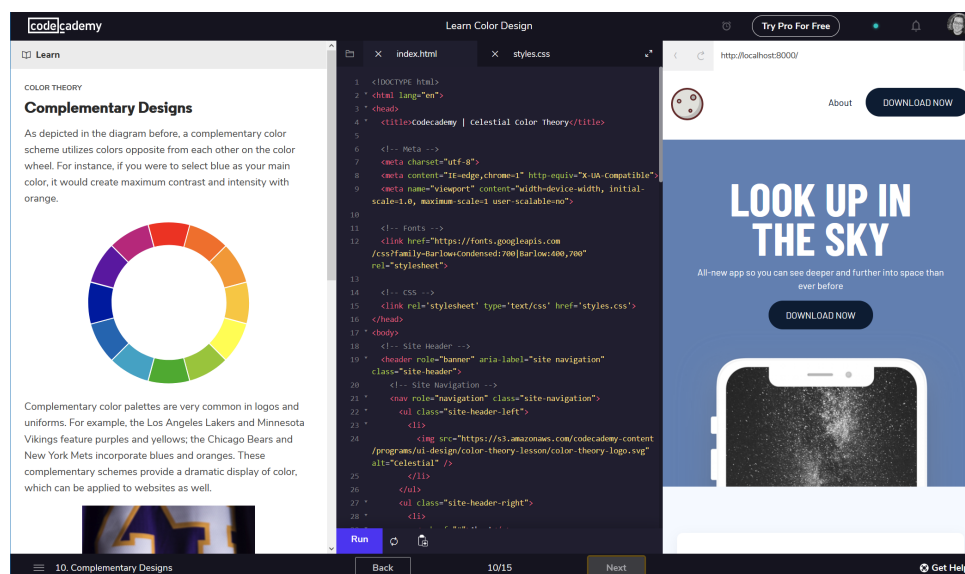 codecademy
Learn Color Design
Try Pro For Free
Learn
COLOR THEORY
Complementary Designs
As depicted in the diagram before, a complementary color
scheme utilizes colors opposite from each other on the color
wheel. For instance, if you were to select blue as your main
color, it would create maximum contrast and intensity with
orange.
Complementary color palettes are very common in logos and
uniforms. For example, the Los Angeles Lakers and Minnesota
Vikings feature purples and yellows; the Chicago Bears and
New York Mets incorporate blues and oranges. These
complementary schemes provide a dramatic display of color,
which can be applied to websites as well.
index.html
styles.css
1 <!DOCTYPE html>
2 <html lang="en">
3 <head>
4 <title>Codecademy | Celestial Color Theory</title>
5
6 <!-- Meta -->
7 <meta charset="utf-8">
8 <meta content="IE=edge,chrome=1" http-equiv="X-UA-Compatible">
9 <meta name="viewport" content="width=device-width, initial-
scale=1.0, maximum-scale=1 user-scalable=no">
10
11 <!-- Fonts -->
12 <link href="https://fonts.googleapis.com
/css?family=Barlow+Condensed:700|Barlow:400,700"
rel="stylesheet">
13
14 <!-- CSS -->
15 <link rel='stylesheet' type='text/css' href='styles.css'>
16 </head>
17 <body>
18 <!-- Site Header -->
19 <header role="banner" aria-label="site navigation"
class="site-header">
20 <!-- Site Navigation -->
21 <nav role="navigation" class="site-navigation">
22 <ul class="site-header-left">
23 <li>
24 <img src="https://s3.amazonaws.com/codecademy-content
/programs/ui-design/color-theory-lesson/color-theory-logo.svg"
alt="Celestial" />
25 </li>
26 </ul>
27 <ul class="site-header-right">
28 <li>
Run
http://localhost:8000/
About
DOWNLOAD NOW
LOOK UP IN
THE SKY
All-new app so you can see deeper and further into space than
ever before
DOWNLOAD NOW
10. Complementary Designs
Back
10/15
Next
Get Help